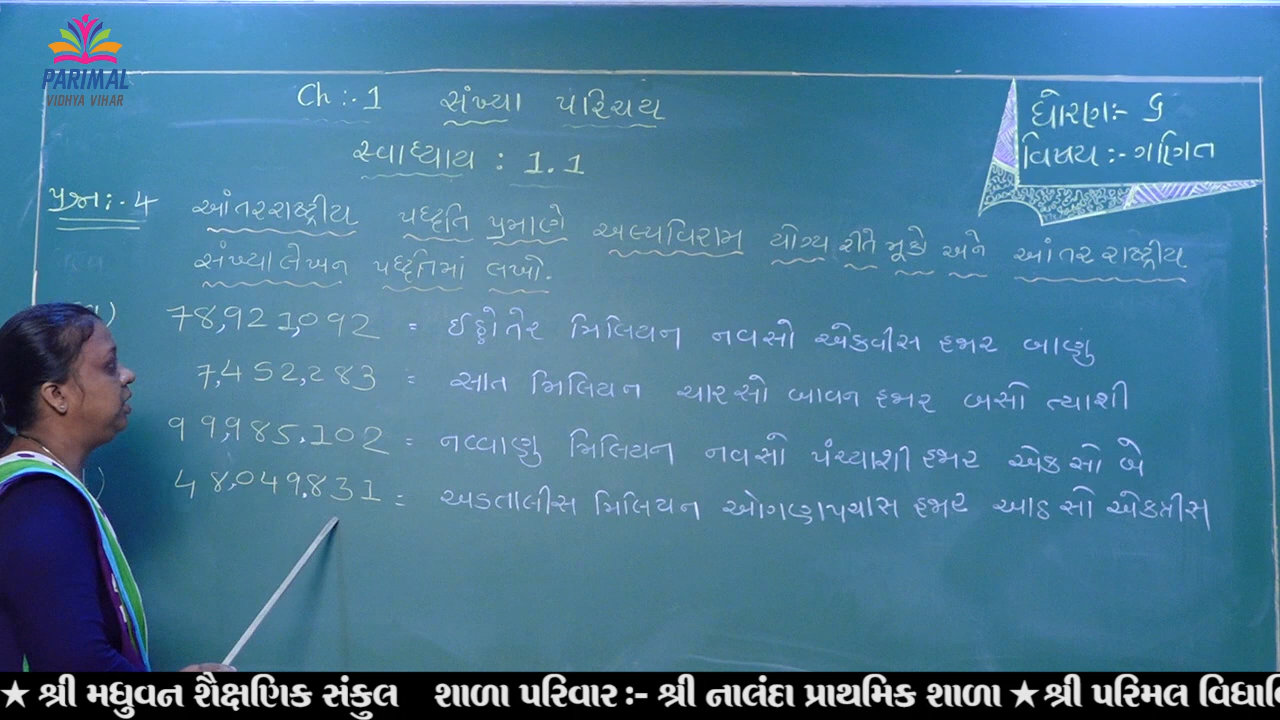 PARIMAL
VIDHYA VIHAR
Ch :- 1 સંખ્યા પરિચય
સ્વાધ્યાય : 1.1
ધોરણ:- ૬
વિષય :- ગણિત
પ્રશ્ન :- 4 આંતરરાષ્ટ્રીય પધ્ધતિ પ્રમાણે અલ્પવિરામ યોગ્ય રીતે મૂકો અને આંતરરાષ્ટ્રીય
સંખ્યાલેખન પધ્ધતિમાં લખો.
78,921,092 = ઈઠ્ઠોતેર મિલિયન નવસો એકવીસ હજાર બાણુ
7,452,283 = સાત મિલિયન ચારસો બાવન હજાર બસો ત્યાશી
99,985,102 = નવ્વાણુ મિલિયન નવસો પંચ્યાશી હજાર એકસો બે
48,049,831 = અડતાલીસ મિલિયન ઓગણપચાસ હજાર આઠસો એકત્રીસ
★ શ્રી મધુવન શૈક્ષણિક સંકુલ શાળા પરિવાર :- શ્રી નાલંદા પ્રાથમિક શાળા ★ શ્રી પરિમલ